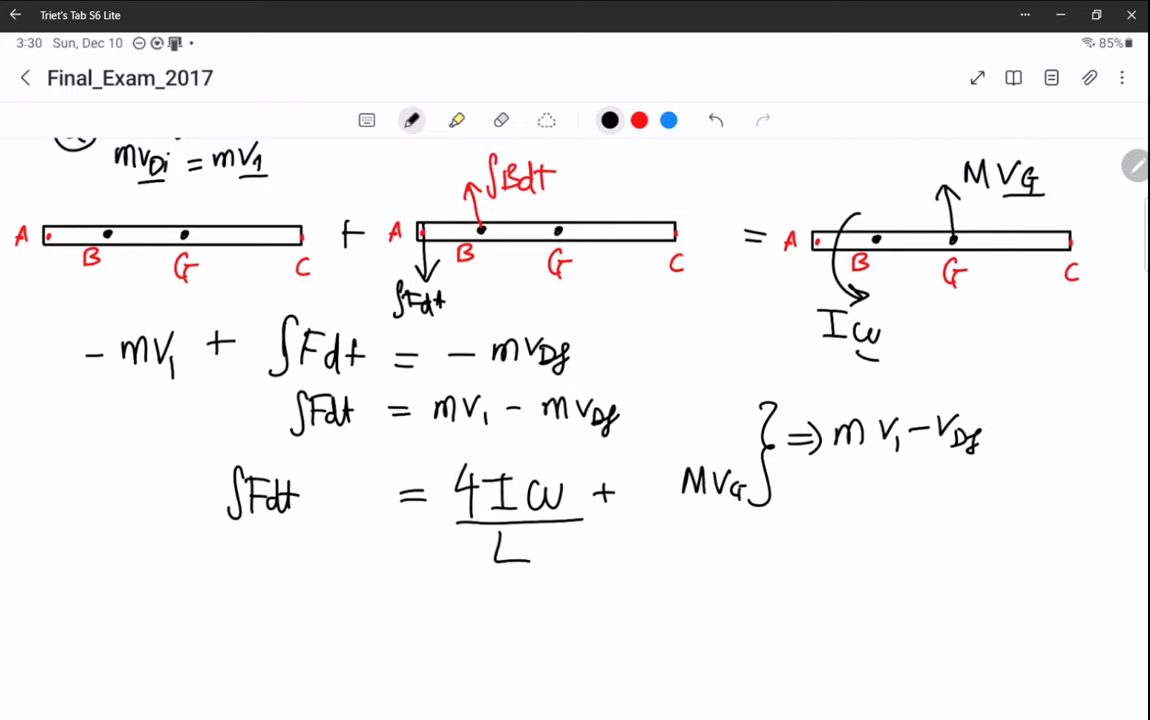 Triet's Tab S6 Lite
3:30 Sun, Dec 10 85%
Final_Exam_2017
mv_Di = mv_1
∫Bdt
MV_G
A B G C + A B G C = A B G C
∫Fdt
Iω
- mv_1 + ∫Fdt = - mv_Df
∫Fdt = mv_1 - mv_Df
∫Fdt = 4Iω/L + MV_G } ⇒ m v_1 - v_Df